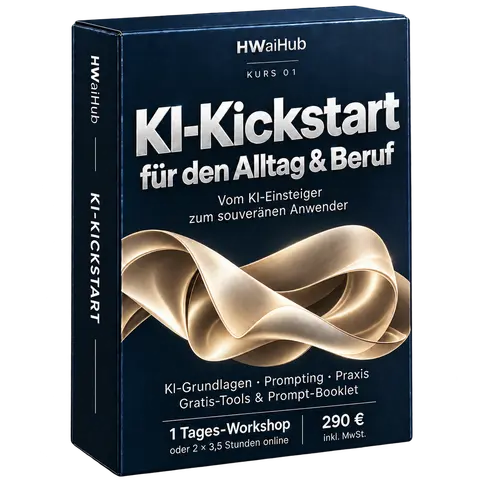 HWaiHub
KURS 01
KI-Kickstart
für den Alltag & Beruf
Vom KI-Einsteiger
zum souveränen Anwender
KI-Grundlagen · Prompting · Praxis
Gratis-Tools & Prompt-Booklet
1 Tages-Workshop
oder 2 × 3,5 Stunden online
290 €
inkl. MwSt.
HWaiHub
KI-KICKSTART